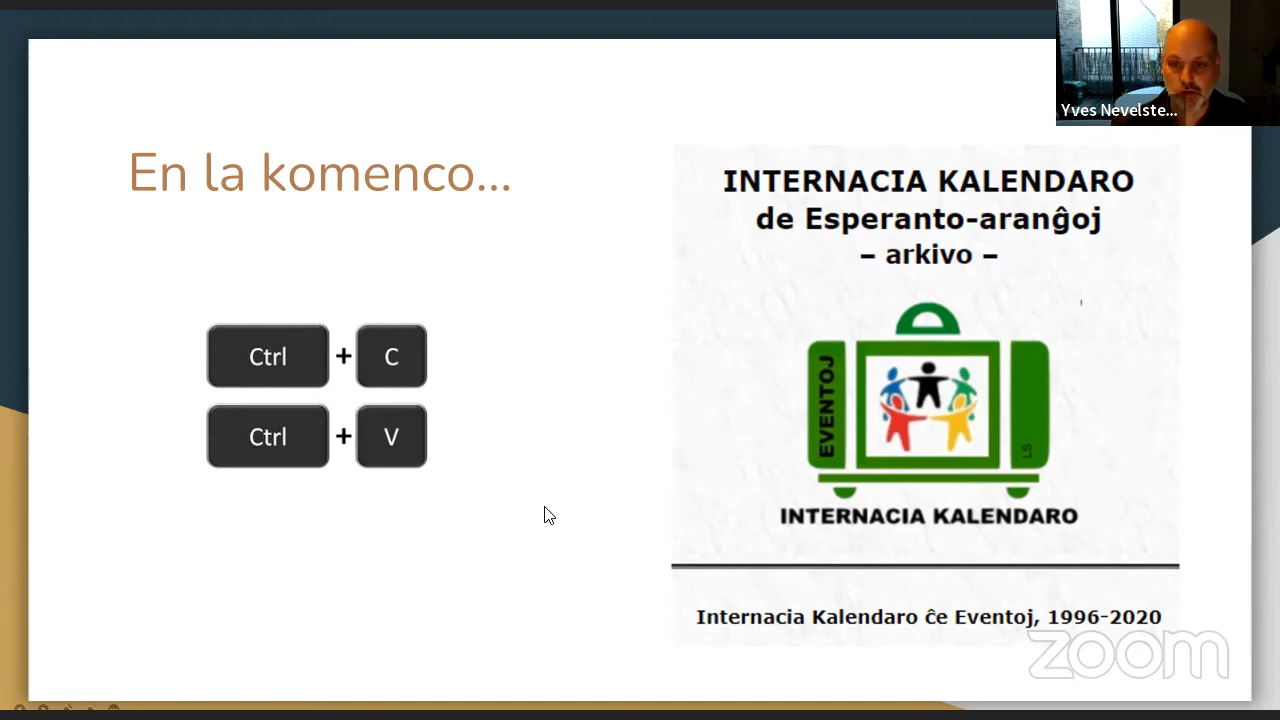 Yves Nevelste...
En la komenco...
Ctrl + C
Ctrl + V
INTERNACIA KALENDARO
de Esperanto-aranĝoj
– arkivo –
EVENTOJ
LS
INTERNACIA KALENDARO
Internacia Kalendaro ĉe Eventoj, 1996-2020
zoom